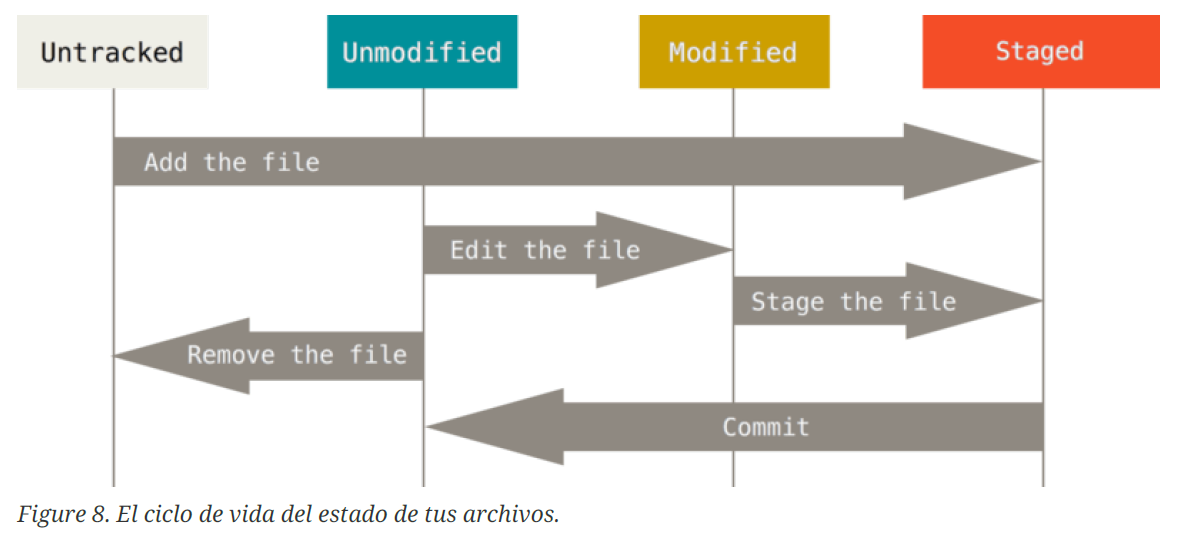 Untracked
Unmodified
Modified
Staged
Add the file
Edit the file
Stage the file
Remove the file
Commit
Figure 8. El ciclo de vida del estado de tus archivos.